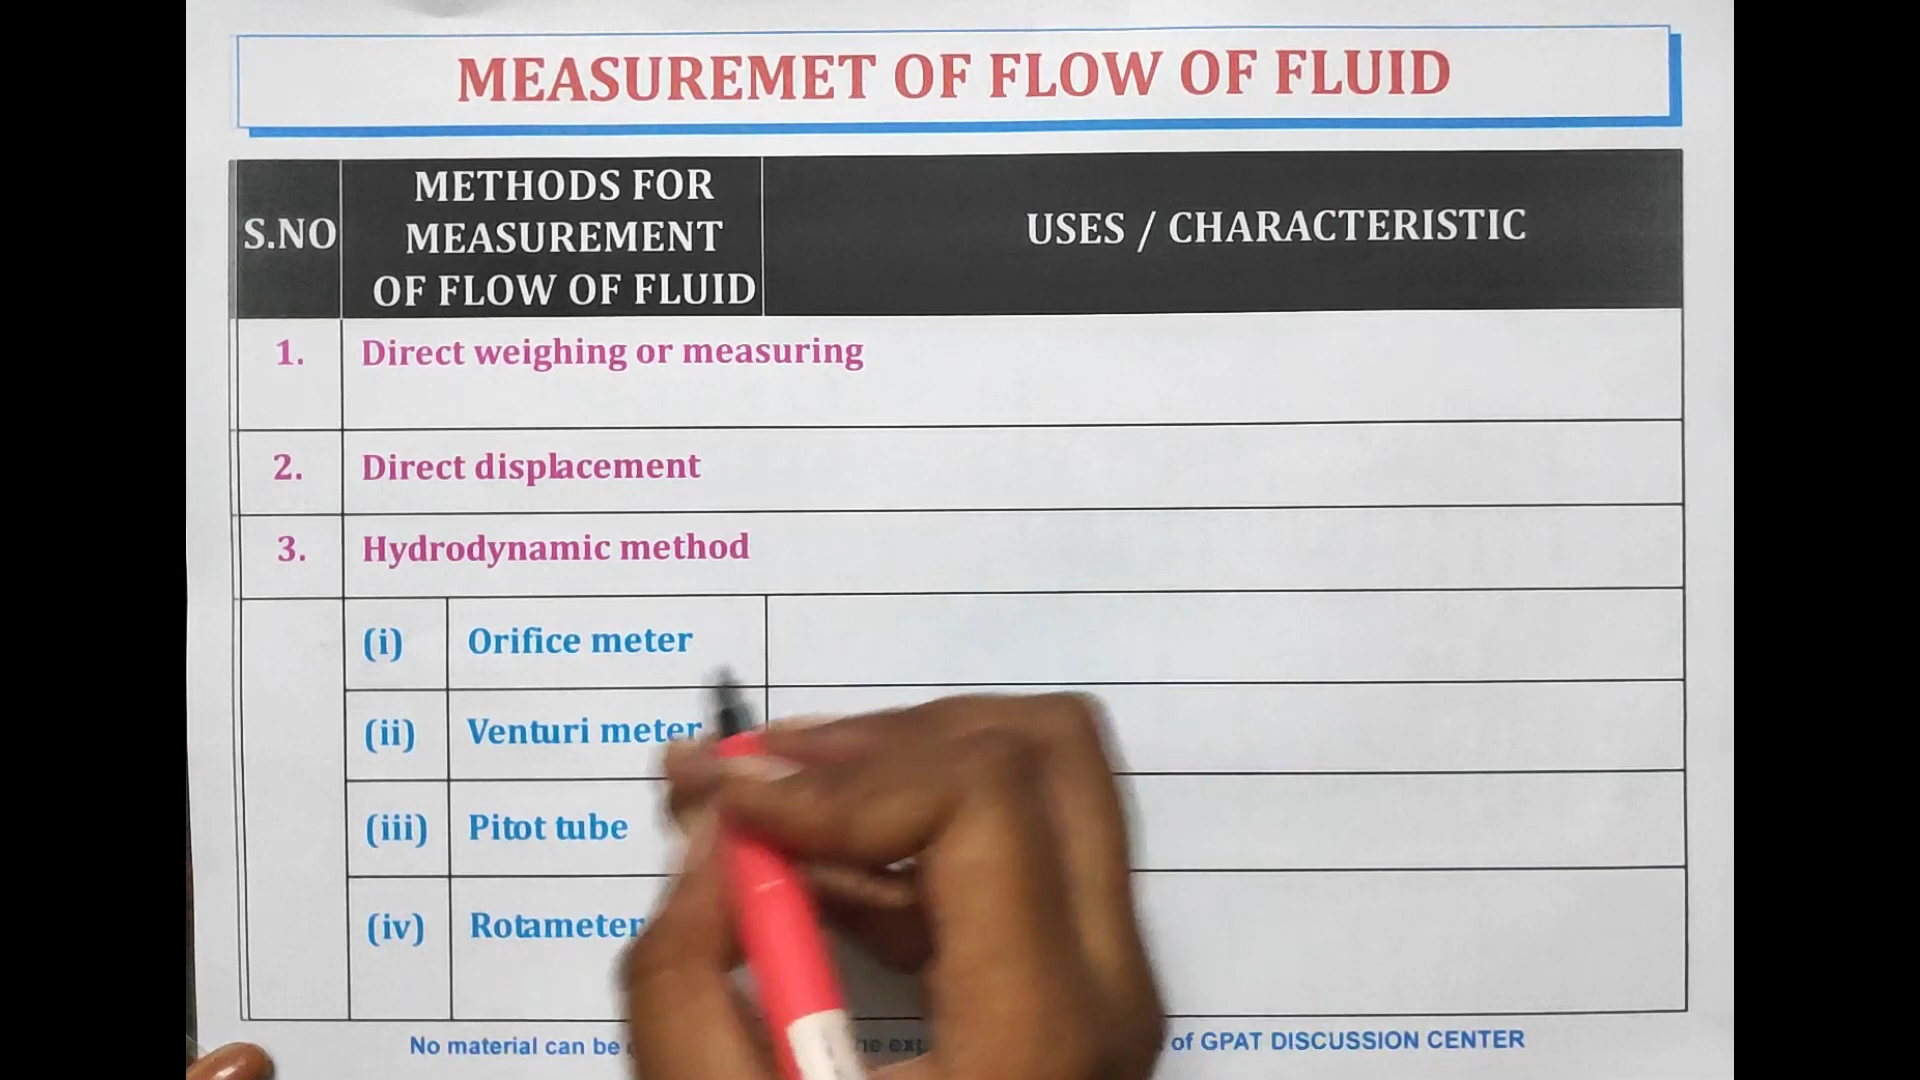 MEASUREMET OF FLOW OF FLUID
S.NO
METHODS FOR
MEASUREMENT
OF FLOW OF FLUID
USES / CHARACTERISTIC
1. Direct weighing or measuring
2. Direct displacement
3. Hydrodynamic method
(i) Orifice meter
(ii) Venturi meter
(iii) Pitot tube
(iv) Rotameter
No material can be of GPAT DISCUSSION CENTER